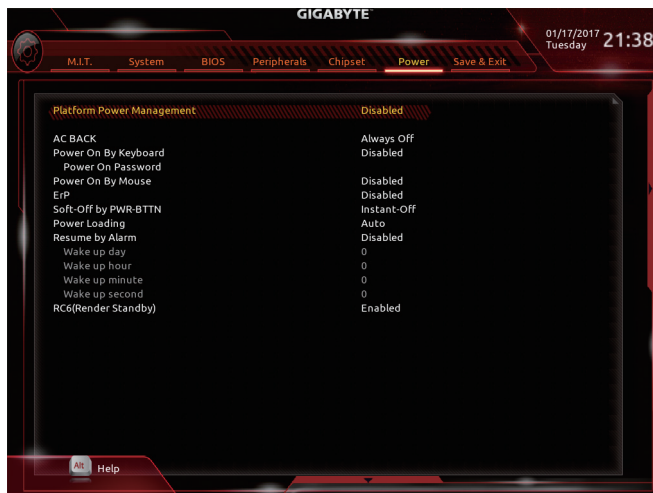 GIGABYTE™
01/17/2017
Tuesday
21:38
M.I.T. System BIOS Peripherals Chipset Power Save & Exit
Platform Power Management Disabled
AC BACK Always Off
Power On By Keyboard Disabled
Power On Password
Power On By Mouse Disabled
ErP Disabled
Soft-Off by PWR-BTTN Instant-Off
Power Loading Auto
Resume by Alarm Disabled
Wake up day 0
Wake up hour 0
Wake up minute 0
Wake up second 0
RC6(Render Standby) Enabled
Alt Help